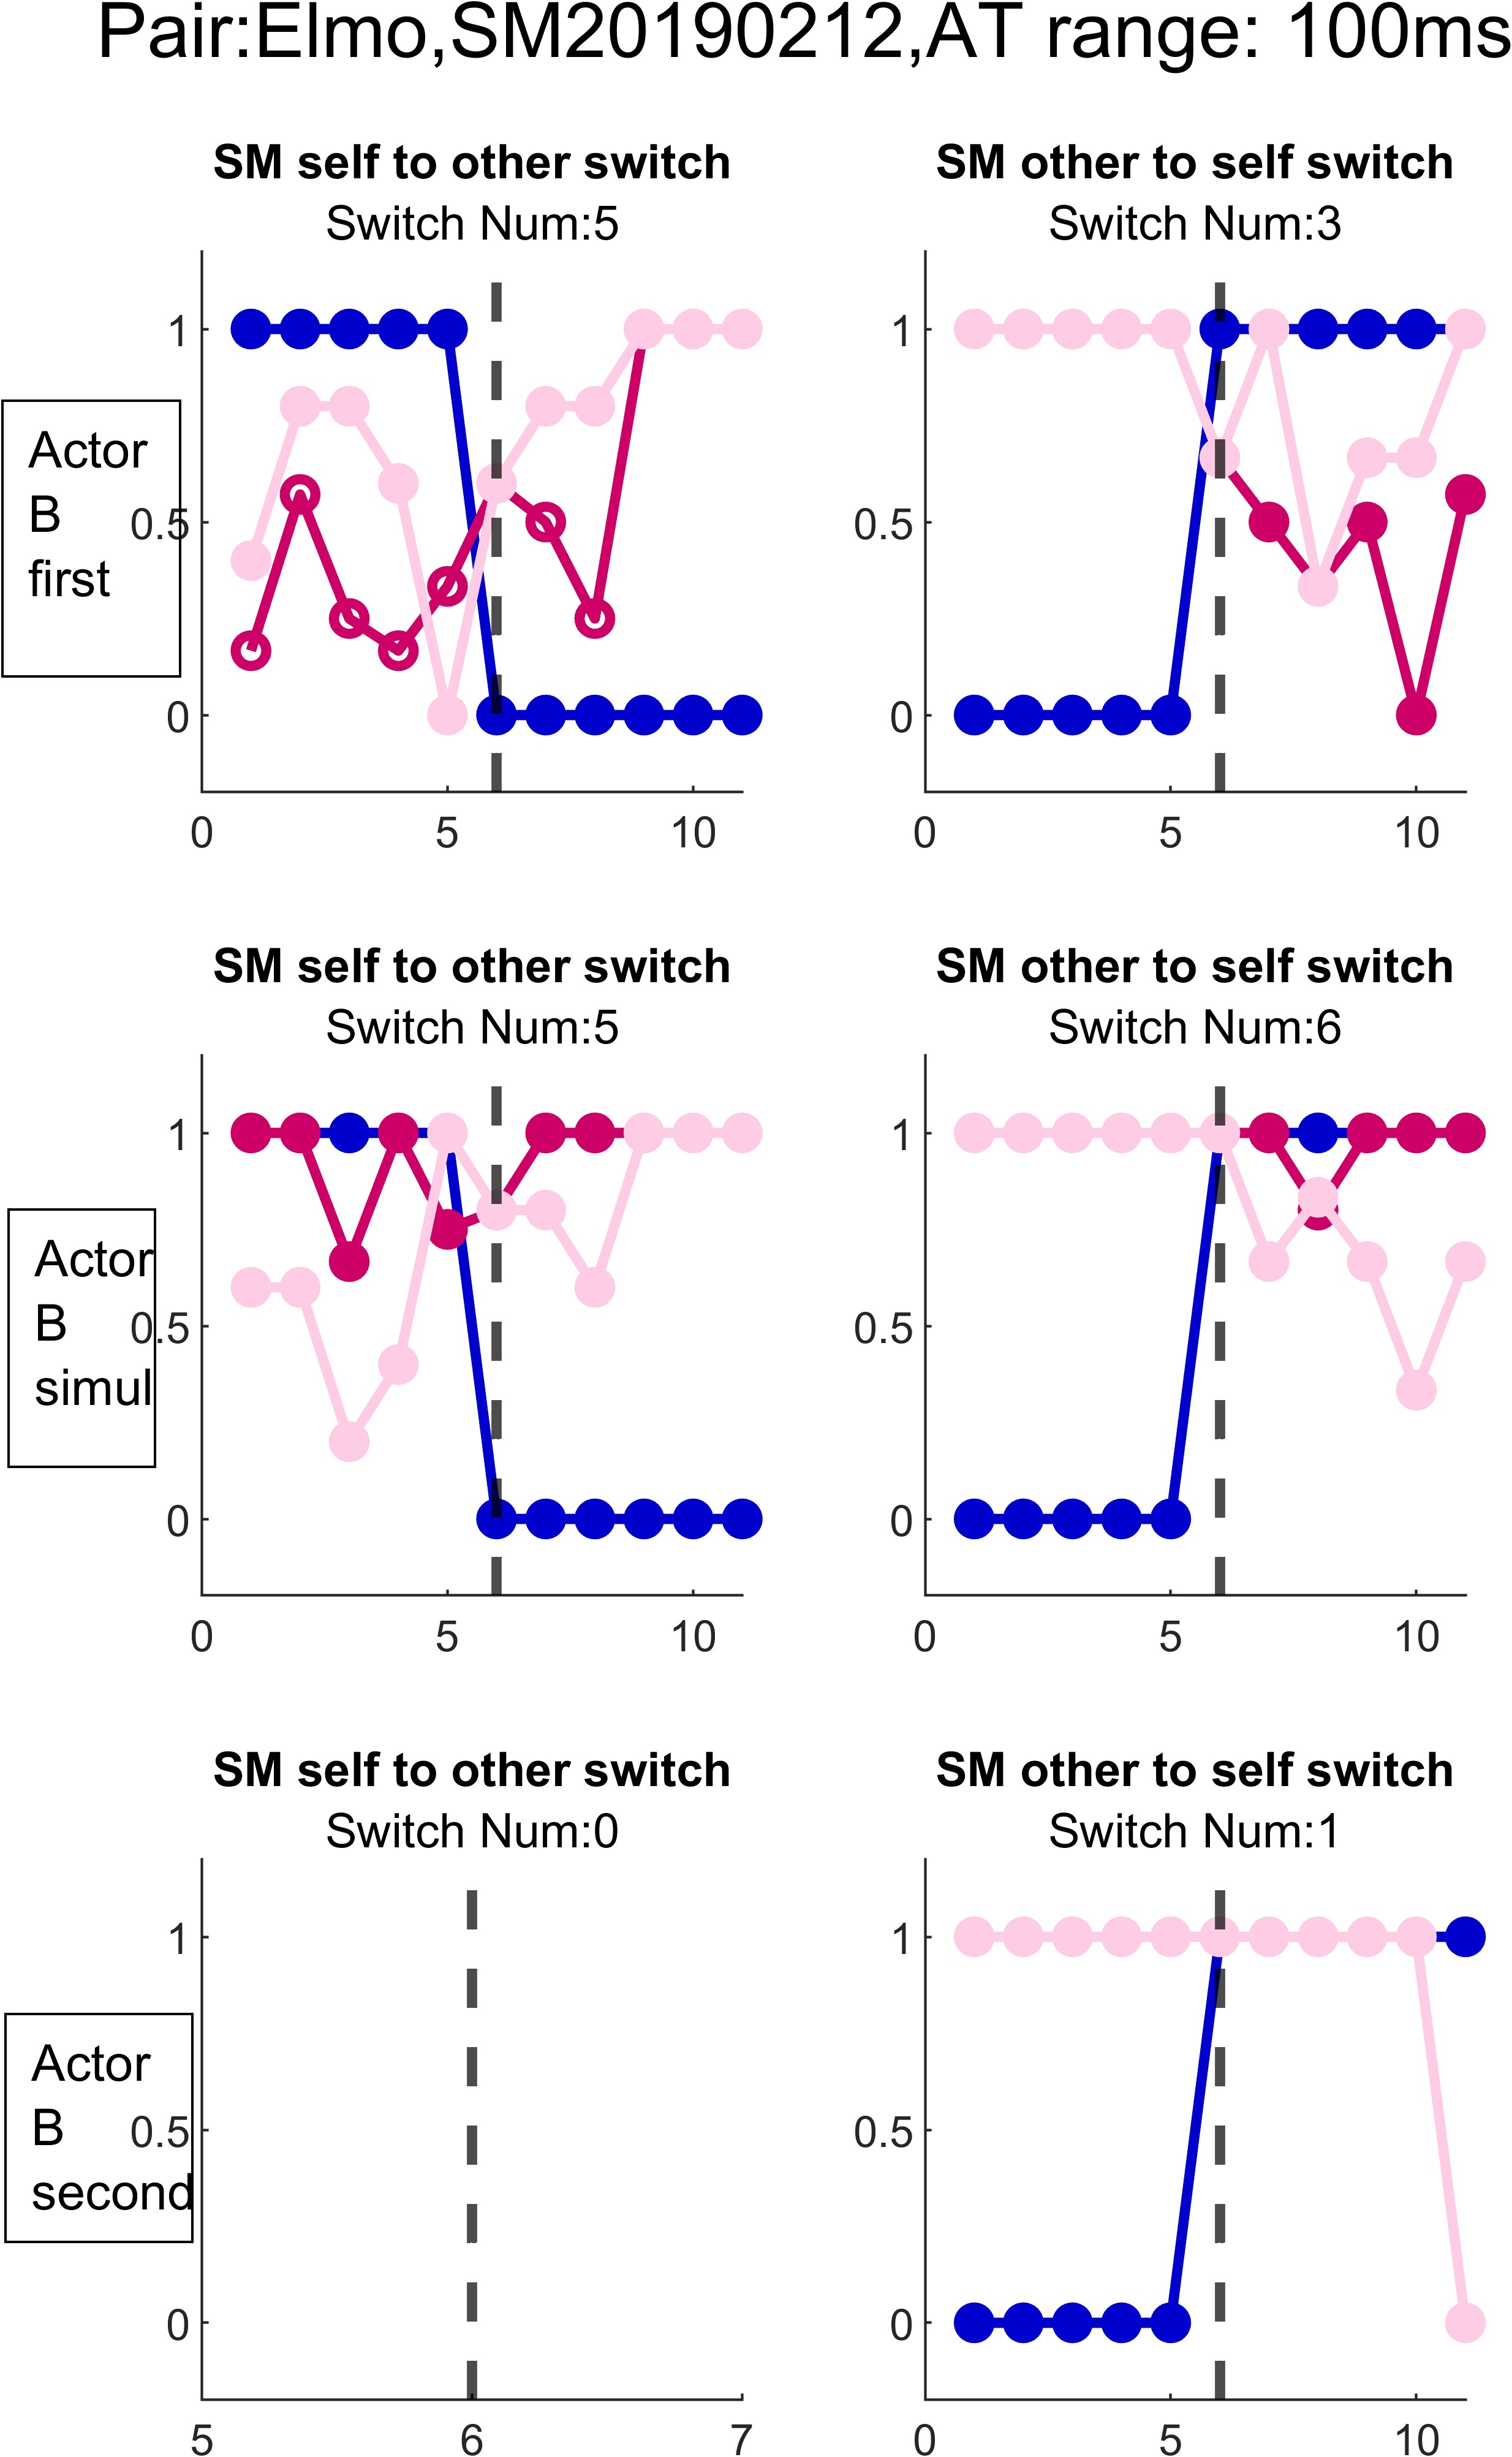 Pair:Elmo,SM20190212,AT range: 100ms
SM self to other switch
Switch Num:5
SM other to self switch
Switch Num:3
Actor
B
first
1
0.5
0
0
5
10
1
0.5
0
0
5
10
SM self to other switch
Switch Num:5
SM other to self switch
Switch Num:6
Actor
B
simul
1
0.5
0
0
5
10
1
0.5
0
0
5
10
SM self to other switch
Switch Num:0
SM other to self switch
Switch Num:1
Actor
B
second
1
0.5
0
5
6
7
1
0.5
0
0
5
10